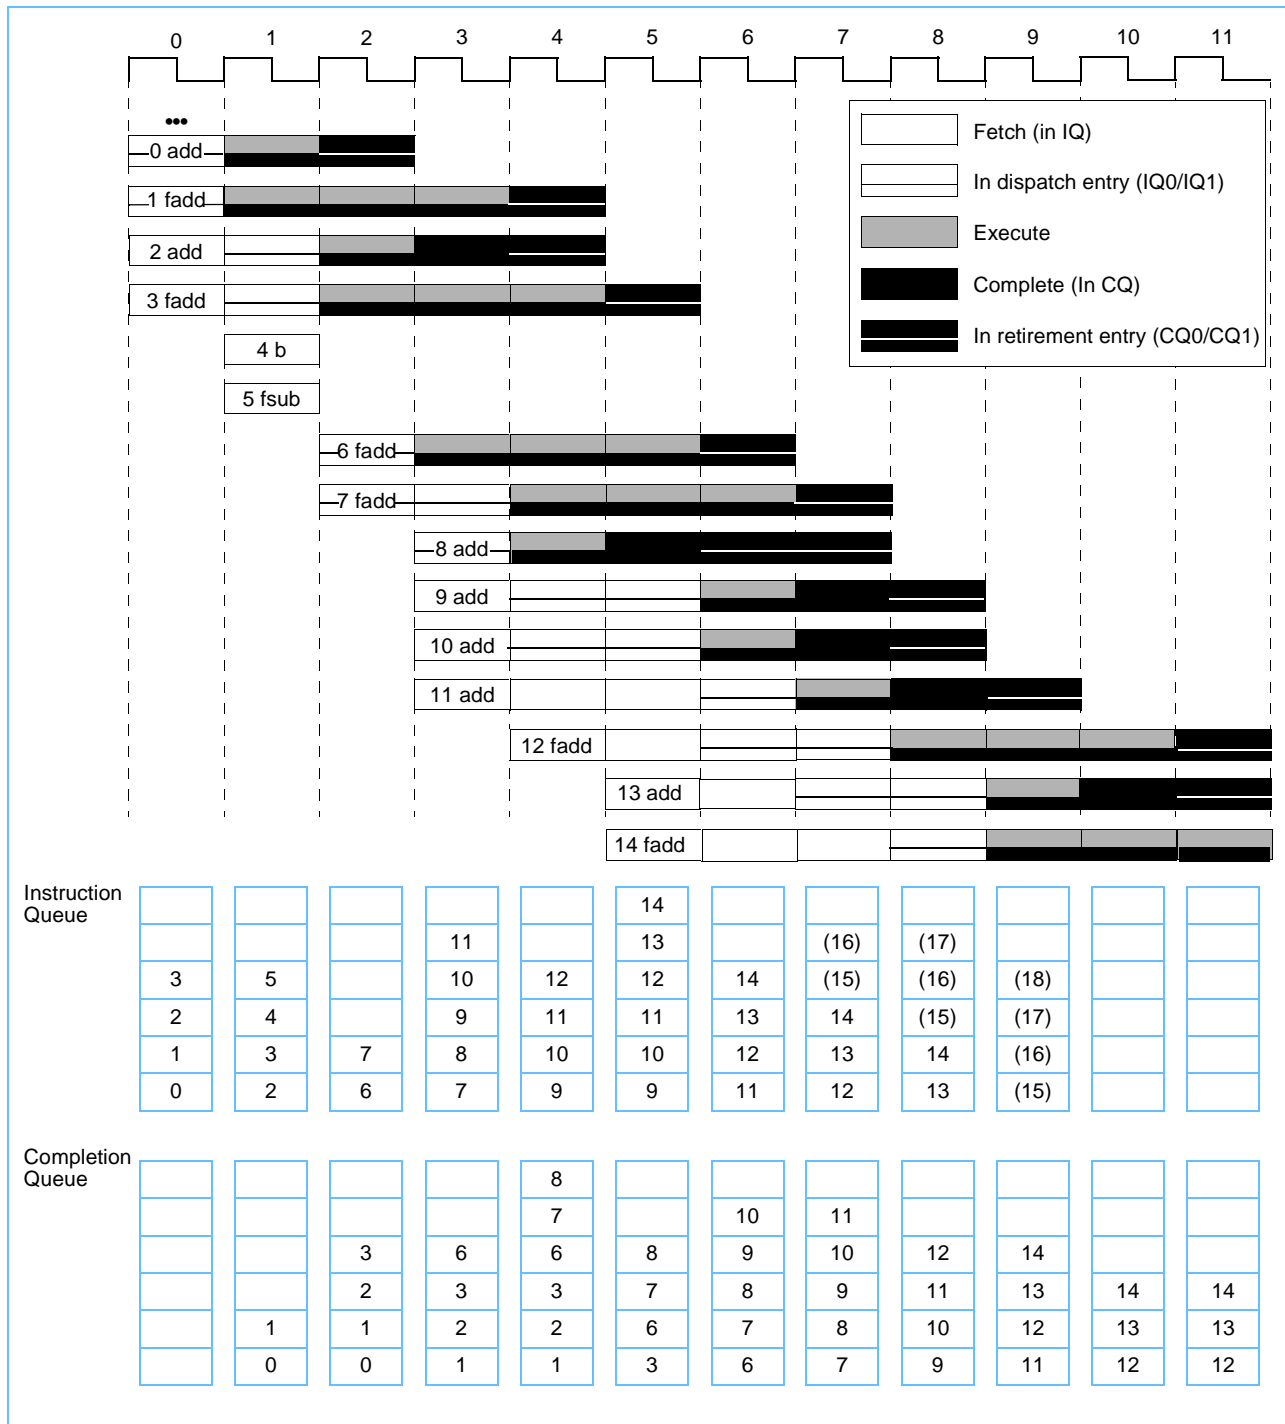 0 1 2 3 4 5 6 7 8 9 10 11
•••
0 add
1 fadd
2 add
3 fadd
4 b
5 fsub
6 fadd
7 fadd
8 add
9 add
10 add
11 add
12 fadd
13 add
14 fadd
Fetch (in IQ)
In dispatch entry (IQ0/IQ1)
Execute
Complete (In CQ)
In retirement entry (CQ0/CQ1)
Instruction
Queue
14
11 13 (16) (17)
3 5 10 12 12 14 (15) (16) (18)
2 4 9 11 11 13 14 (15) (17)
1 3 7 8 10 10 12 13 14 (16)
0 2 6 7 9 9 11 12 13 (15)
Completion
Queue
8
7 10 11
3 6 6 8 9 10 12 14
2 3 3 7 8 9 11 13 14 14
1 1 2 2 6 7 8 10 12 13 13
0 0 1 1 3 6 7 9 11 12 12